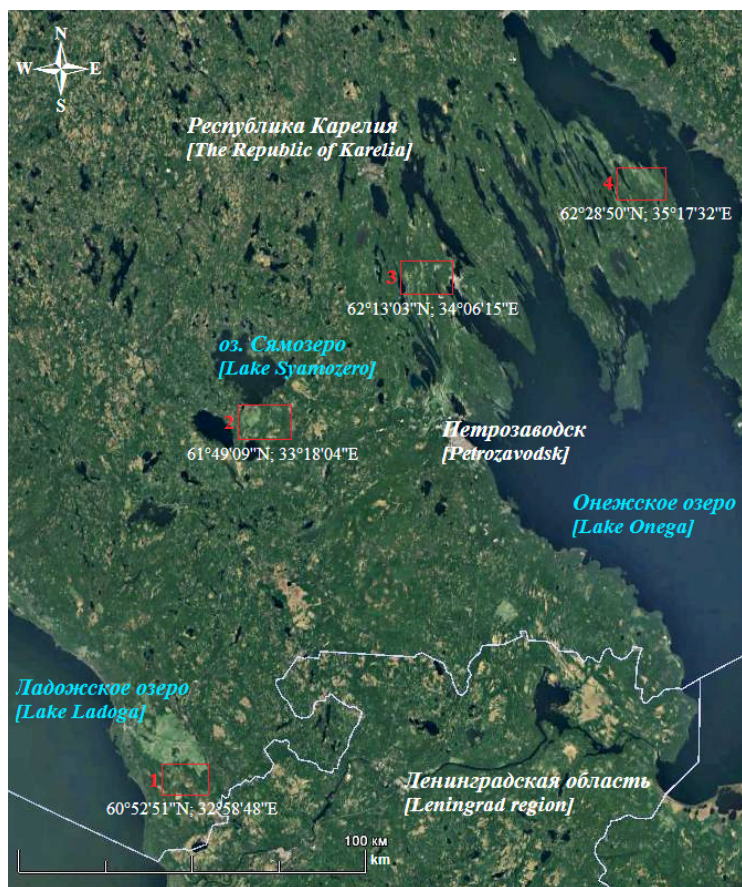 N
W E
S
Республика Карелия
[The Republic of Karelia]
4
62°28'50"N; 35°17'32"E
3
62°13'03"N; 34°06'15"E
оз. Сямозеро
[Lake Syamozero]
2
61°49'09"N; 33°18'04"E
Петрозаводск
[Petrozavodsk]
Онежское озеро
[Lake Onega]
Ладожское озеро
[Lake Ladoga]
1
60°52'51"N; 32°58'48"E
Ленинградская область
[Leningrad region]
100 км
km